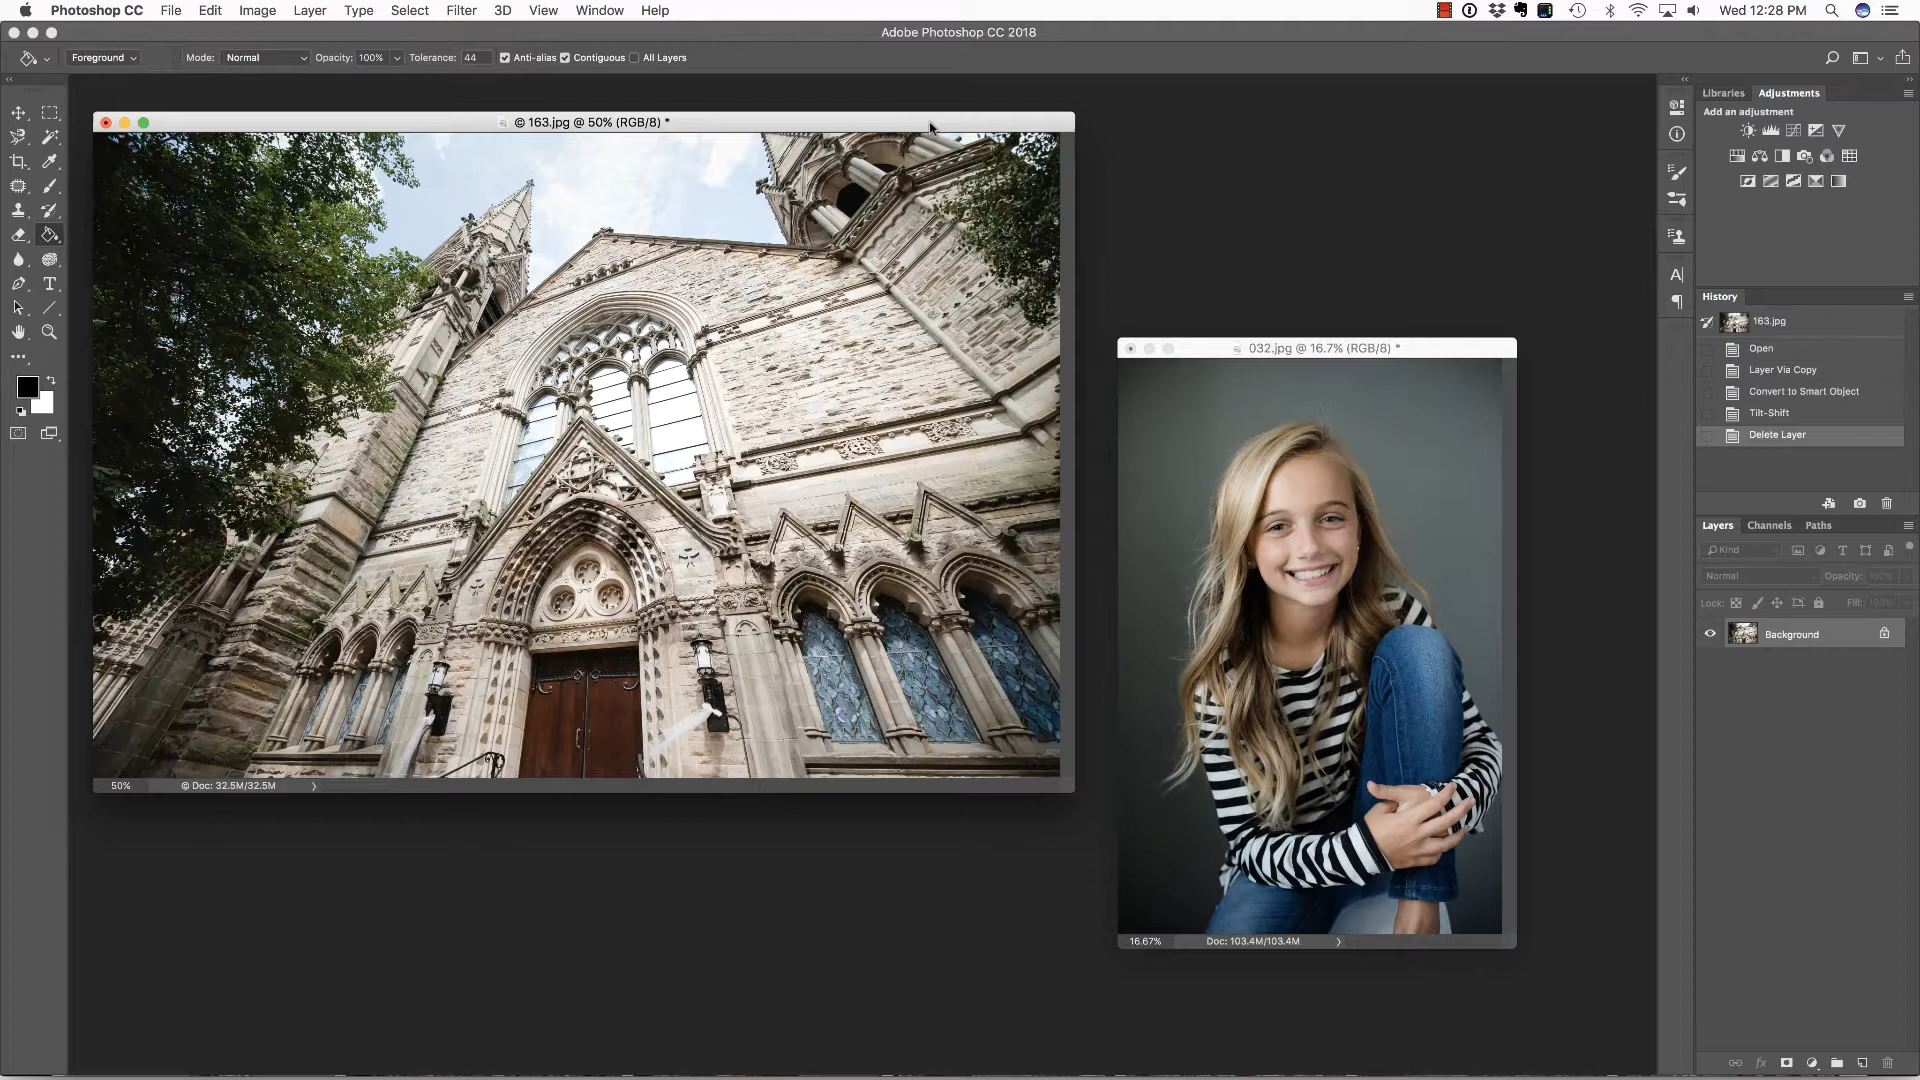 Photoshop CC File Edit Image Layer Type Select Filter 3D View Window Help Wed 12:28 PM
Adobe Photoshop CC 2018
Foreground Mode: Normal Opacity: 100% Tolerance: 44 Anti-alias Contiguous All Layers
© 163.jpg @ 50% (RGB/8) *
50% © Doc: 32.5M/32.5M
032.jpg @ 16.7% (RGB/8) *
16.67% Doc: 103.4M/103.4M
Libraries Adjustments
Add an adjustment
History
163.jpg
Open
Layer Via Copy
Convert to Smart Object
Tilt-Shift
Delete Layer
Layers Channels Paths
Kind
Normal Opacity: 100%
Lock: Fill: 100%
Background